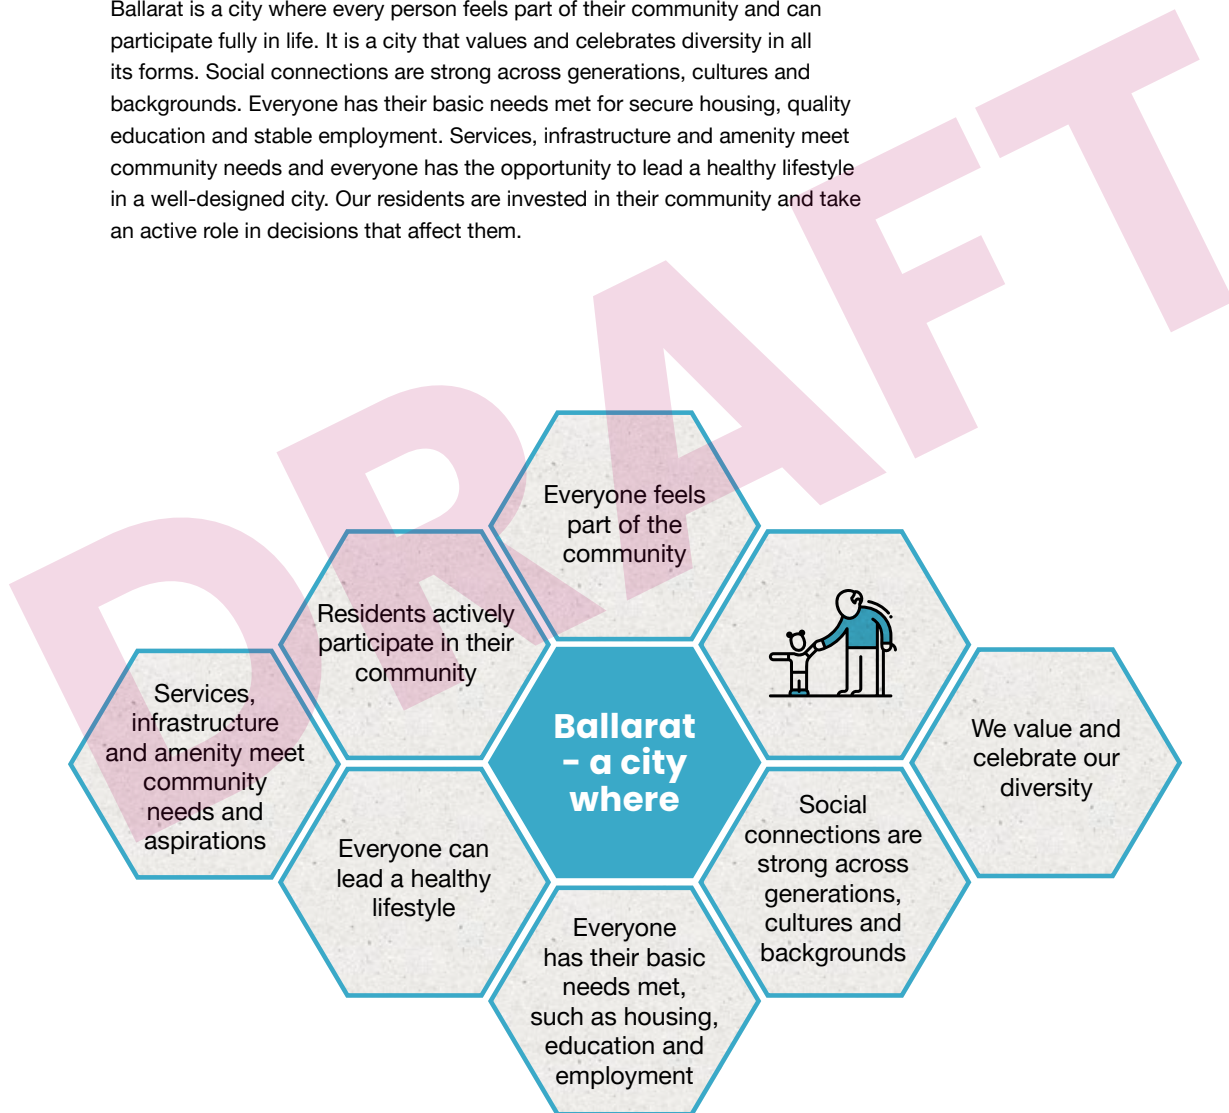 Ballarat is a city where every person feels part of their community and can
participate fully in life. It is a city that values and celebrates diversity in all
its forms. Social connections are strong across generations, cultures and
backgrounds. Everyone has their basic needs met for secure housing, quality
education and stable employment. Services, infrastructure and amenity meet
community needs and everyone has the opportunity to lead a healthy lifestyle
in a well-designed city. Our residents are invested in their community and take
an active role in decisions that affect them.
DRAFT
Everyone feels
part of the
community
Residents actively
participate in their
community
Services,
infrastructure
and amenity meet
community
needs and
aspirations
Ballarat
- a city
where
We value and
celebrate our
diversity
Everyone can
lead a healthy
lifestyle
Social
connections are
strong across
generations,
cultures and
backgrounds
Everyone
has their basic
needs met,
such as housing,
education and
employment